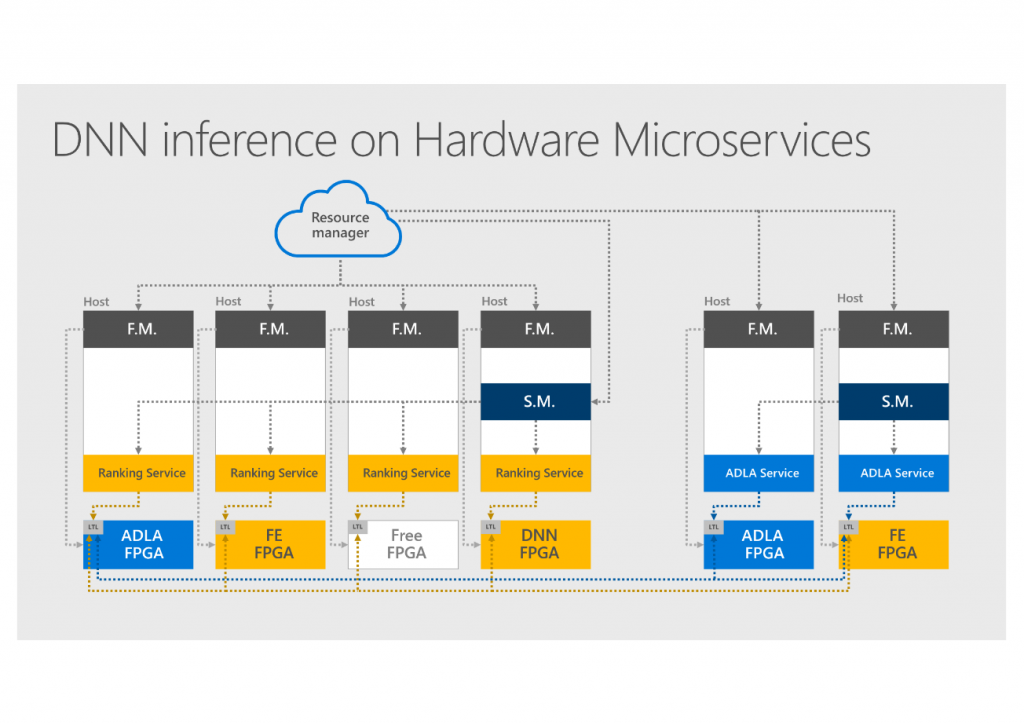 DNN inference on Hardware Microservices
Resource
manager
Host
Host
Host
Host
Host
Host
F.M.
F.M.
F.M.
F.M.
F.M.
F.M.
S.M.
S.M.
Ranking Service
Ranking Service
Ranking Service
Ranking Service
ADLA Service
ADLA Service
LTL
ADLA
FPGA
LTL
FE
FPGA
LTL
Free
FPGA
LTL
DNN
FPGA
LTL
ADLA
FPGA
LTL
FE
FPGA